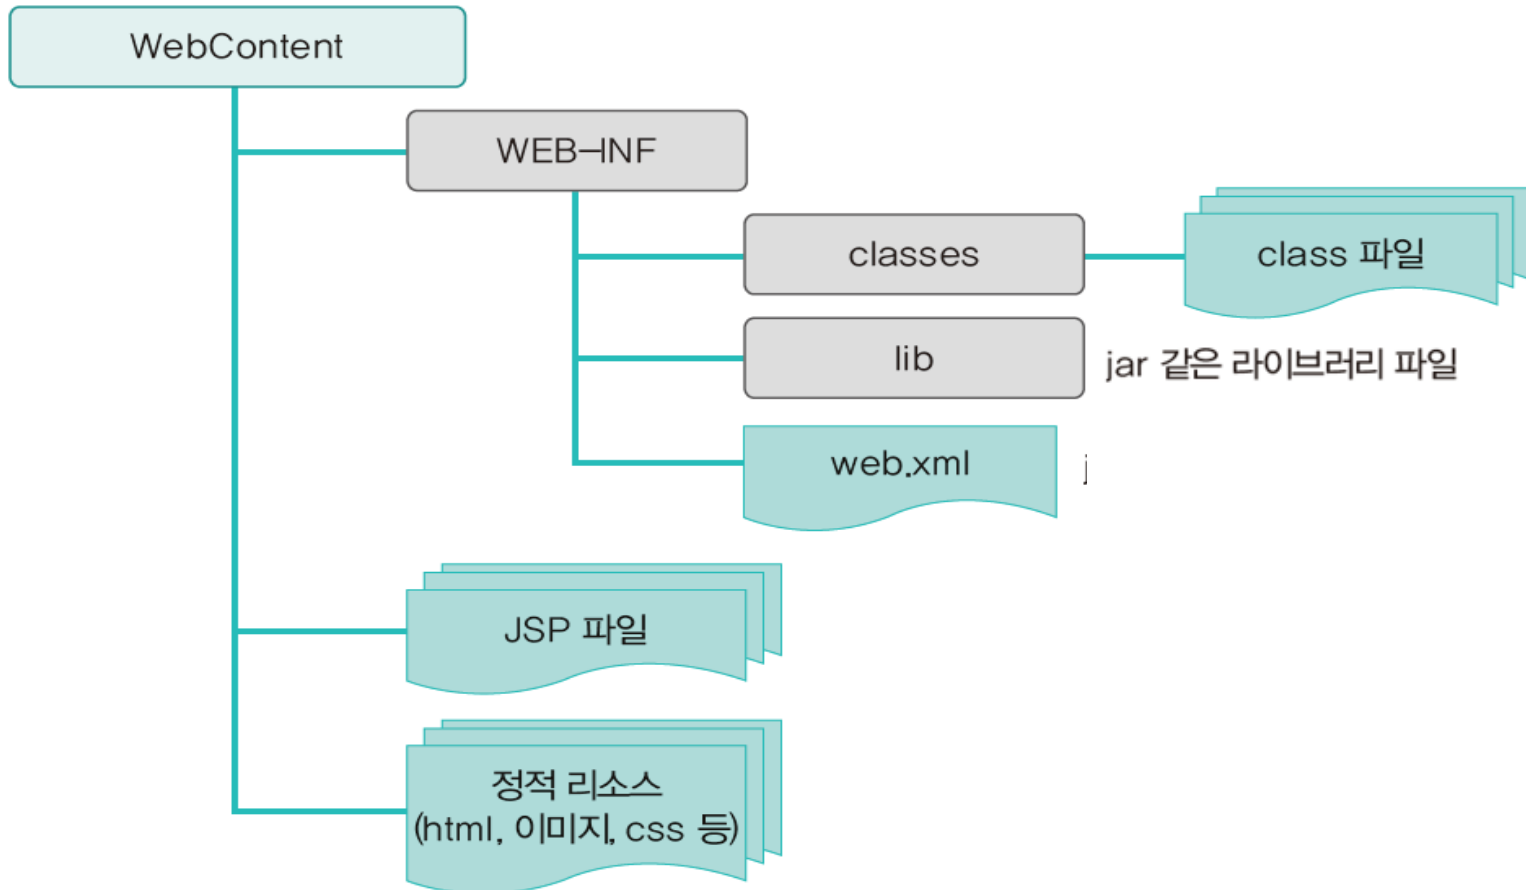 WebContent
WEB-INF
classes
class 파일
lib
jar 같은 라이브러리 파일
web.xml
j
JSP 파일
정적 리소스
(html, 이미지, css 등)